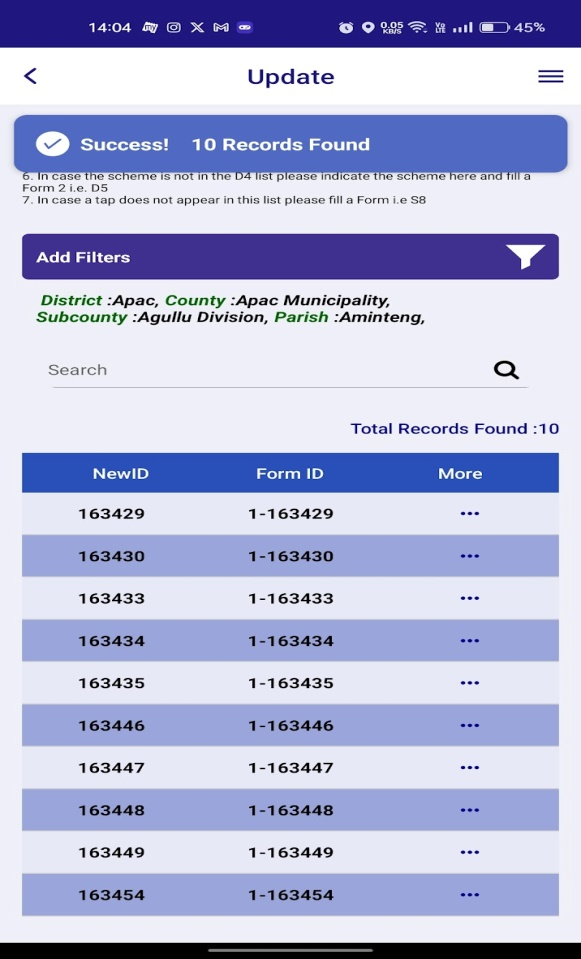 14:04 0.05 KB/S Vo LTE 45%
Update
Success! 10 Records Found
6. In case the scheme is not in the D4 list please indicate the scheme here and fill a
Form 2 i.e. D5
7. In case a tap does not appear in this list please fill a Form i.e S8
Add Filters
District :Apac, County :Apac Municipality,
Subcounty :Agullu Division, Parish :Aminteng,
Search
Total Records Found :10
NewID Form ID More
163429 1-163429 •••
163430 1-163430 •••
163433 1-163433 •••
163434 1-163434 •••
163435 1-163435 •••
163446 1-163446 •••
163447 1-163447 •••
163448 1-163448 •••
163449 1-163449 •••
163454 1-163454 •••